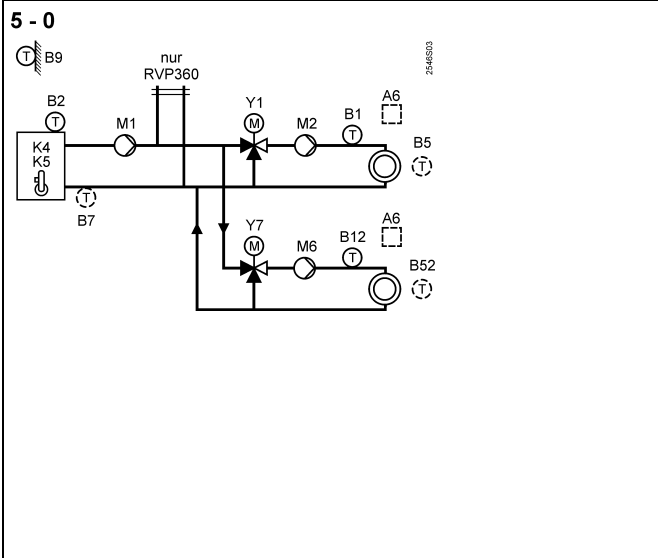 5 - 0
T B9
2546S03
nur
RVP360
B2
T
M1
Y1
M
M2
B1
T
A6
B5
T
K4
K5
T
B7
Y7
M
M6
B12
T
A6
B52
T